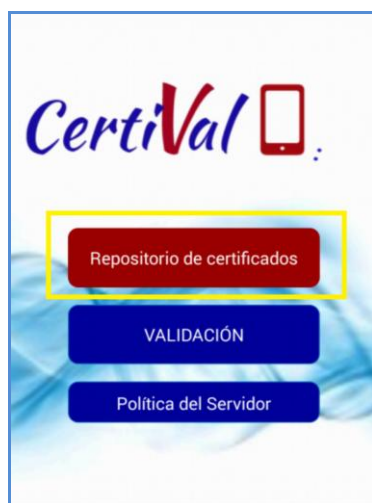 CertiVal
Repositorio de certificados
VALIDACIÓN
Política del Servidor